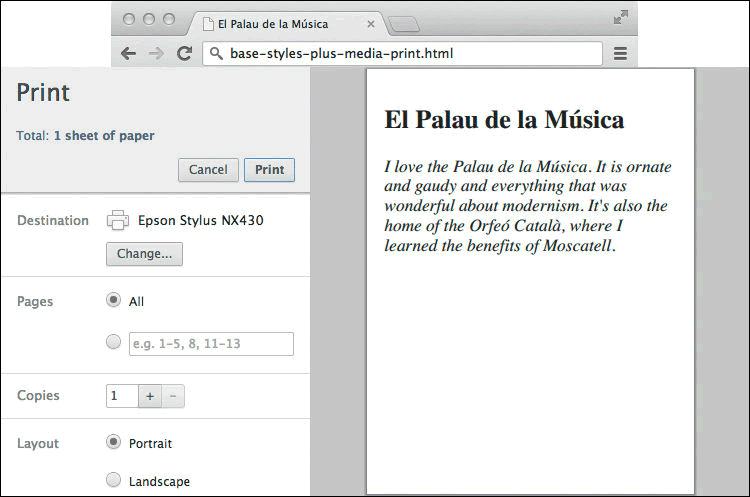 El Palau de la Música
base-styles-plus-media-print.html
Print
Total: 1 sheet of paper
Cancel Print
Destination Epson Stylus NX430
Change...
Pages All
e.g. 1-5, 8, 11-13
Copies 1 + -
Layout Portrait
Landscape
El Palau de la Música
I love the Palau de la Música. It is ornate
and gaudy and everything that was
wonderful about modernism. It's also the
home of the Orfeó Català, where I
learned the benefits of Moscatell.